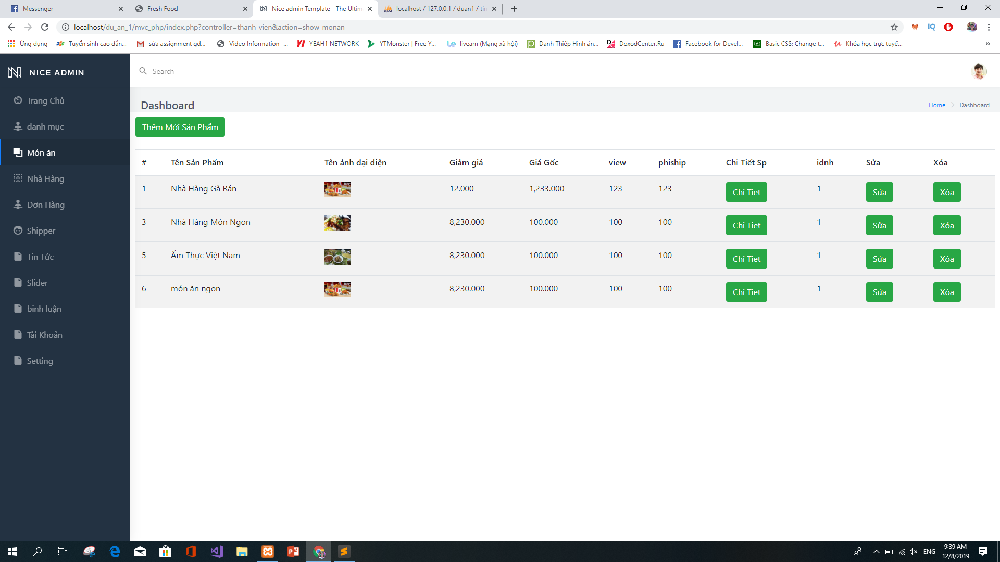 Messenger
Fresh Food
Nice admin Template - The Ultim
localhost / 127.0.0.1 / duan1 / tin
localhost/du_an_1/mvc_php/index.php?controller=thanh-vien&action=show-monan
Ứng dụng
Tuyển sinh cao đẳn...
sửa assignment gđ...
Video Information -...
YEAH1 NETWORK
YTMonster | Free Y...
livearn (Mạng xã hội)
Danh Thiếp Hình ản...
DoxodCenter.Ru
Facebook for Devel...
Basic CSS: Change t...
Khóa học trực tuyế...
NICE ADMIN
Search
Trang Chủ
danh mục
Món ăn
Nhà Hàng
Đơn Hàng
Shipper
Tin Tức
Slider
binh luận
Tài Khoản
Setting
Dashboard
Home Dashboard
Thêm Mới Sản Phẩm
# Tên Sản Phẩm Tên ảnh đại diện Giảm giá Giá Gốc view phiship Chi Tiết Sp idnh Sửa Xóa
1 Nhà Hàng Gà Rán 12.000 1,233.000 123 123 Chi Tiet 1 Sửa Xóa
3 Nhà Hàng Món Ngon 8,230.000 100.000 100 100 Chi Tiet 1 Sửa Xóa
5 Ẩm Thực Việt Nam 8,230.000 100.000 100 100 Chi Tiet 1 Sửa Xóa
6 món ăn ngon 8,230.000 100.000 100 100 Chi Tiet 1 Sửa Xóa
ENG
9:39 AM
12/8/2019